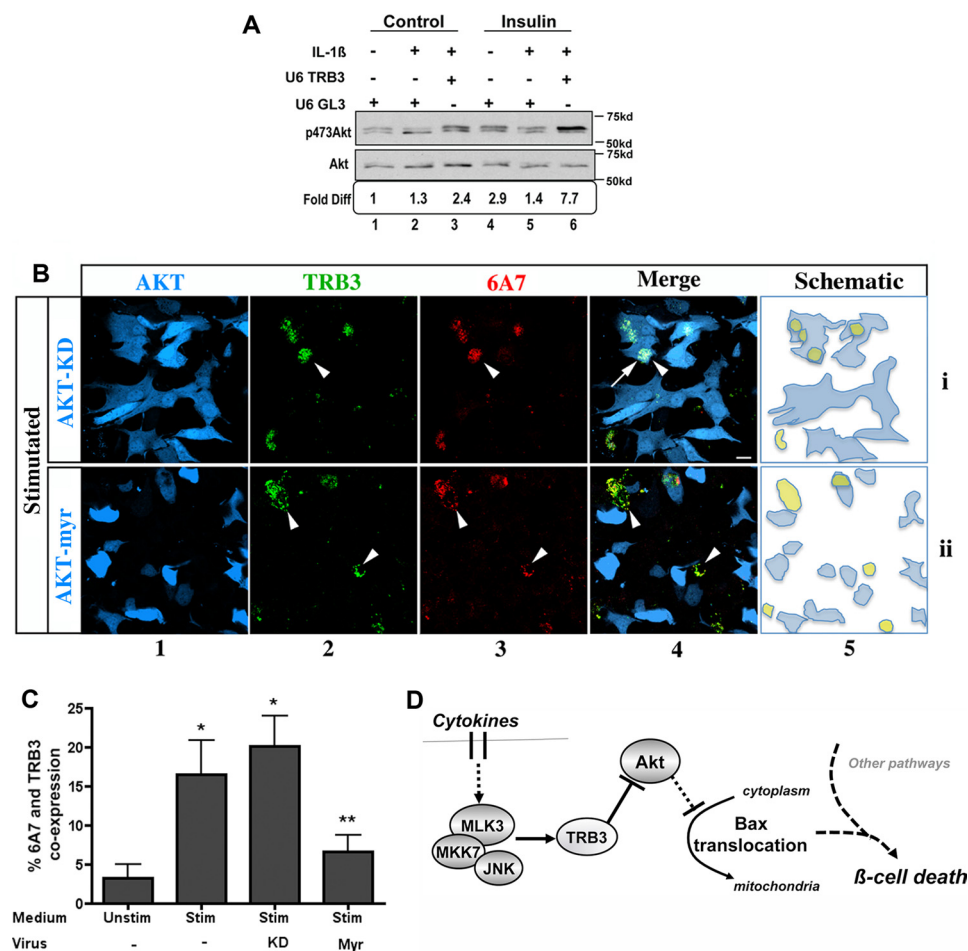 A
Control Insulin
IL-1ß - + + - + +
U6 TRB3 - - + - - +
U6 GL3 + + - + + -
p473Akt
75kd
50kd
Akt
75kd
50kd
Fold Diff 1 1.3 2.4 2.9 1.4 7.7
1 2 3 4 5 6
B
AKT TRB3 6A7 Merge Schematic
Stimutated
AKT-KD
i
AKT-myr
ii
1 2 3 4 5
C
% 6A7 and TRB3
co-expression
25
20
15
10
5
0
*
*
**
Medium Unstim Stim Stim Stim
Virus - - KD Myr
D
Cytokines
MLK3
MKK7
JNK
TRB3
Akt
cytoplasm
Bax
translocation
mitochondria
Other pathways
ß-cell death